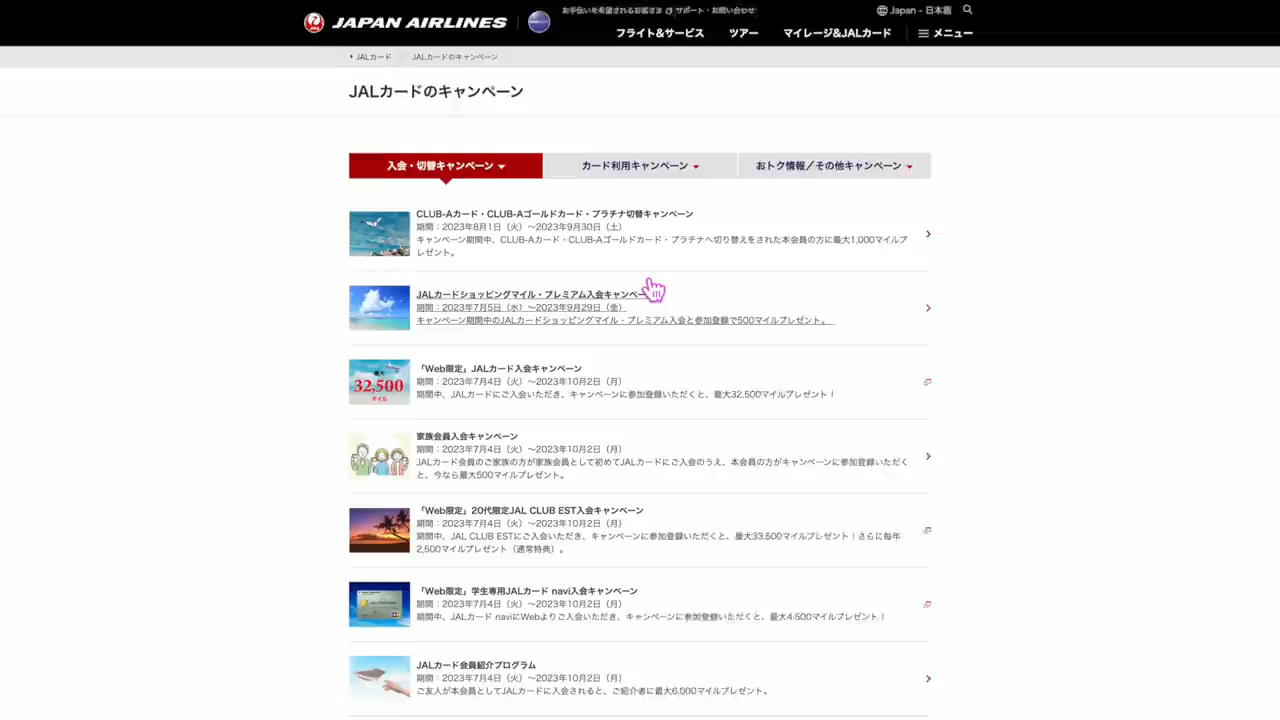 JAPAN AIRLINES
お手伝いを希望されるお客さま サポート・お問い合わせ
Japan - 日本語
フライト&サービス ツアー マイレージ&JALカード メニュー
JALカード JALカードのキャンペーン
JALカードのキャンペーン
入会・切替キャンペーン カード利用キャンペーン おトク情報／その他キャンペーン
CLUB-Aカード・CLUB-Aゴールドカード・プラチナ切替キャンペーン
期間：2023年8月1日（火）〜2023年9月30日（土）
キャンペーン期間中、CLUB-Aカード・CLUB-Aゴールドカード・プラチナへ切り替えをされた本会員の方に最大1,000マイルプ
レゼント。
JALカードショッピングマイル・プレミアム入会キャンペー
期間：2023年7月5日（水）〜2023年9月29日（金）
キャンペーン期間中のJALカードショッピングマイル・プレミアム入会と参加登録で500マイルプレゼント。
最大
32,500
マイル
「Web限定」JALカード入会キャンペーン
期間：2023年7月4日（火）〜2023年10月2日（月）
期間中、JALカードにご入会いただき、キャンペーンに参加登録いただくと、最大32,500マイルプレゼント！
家族会員入会キャンペーン
期間：2023年7月4日（火）〜2023年10月2日（月）
JALカード会員のご家族の方が家族会員として初めてJALカードにご入会のうえ、本会員の方がキャンペーンに参加登録いただく
と、今なら最大500マイルプレゼント。
「Web限定」20代限定JAL CLUB EST入会キャンペーン
期間：2023年7月4日（火）〜2023年10月2日（月）
期間中、JAL CLUB ESTにご入会いただき、キャンペーンに参加登録いただくと、最大33,500マイルプレゼント！さらに毎年
2,500マイルプレゼント（通常特典）。
「Web限定」学生専用JALカード navi入会キャンペーン
期間：2023年7月4日（火）〜2023年10月2日（月）
期間中、JALカード naviにWebよりご入会いただき、キャンペーンに参加登録いただくと、最大4,500マイルプレゼント！
JALカード会員紹介プログラム
期間：2023年7月4日（火）〜2023年10月2日（月）
ご友人が本会員としてJALカードに入会されると、ご紹介者に最大6,000マイルプレゼント。